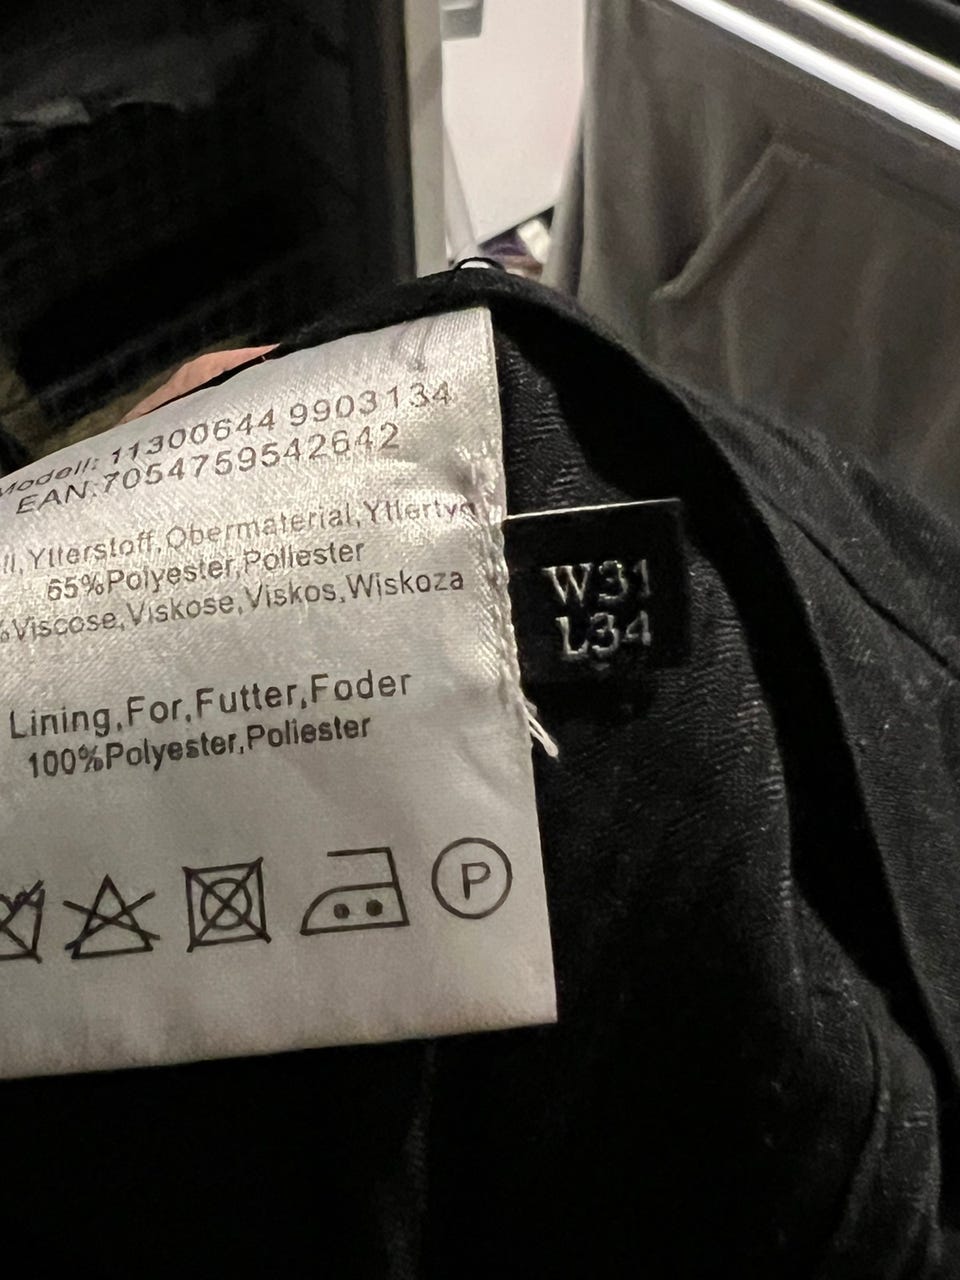 Modell: 11300644 9903134
EAN:7054759542642
Ytterstoff,Obermaterial,Yttertyg
65%Polyester,Poliester
Viscose,Viskose,Viskos,Wiskoza
Lining,For,Futter,Foder
100%Polyester,Poliester
P
W31
L34